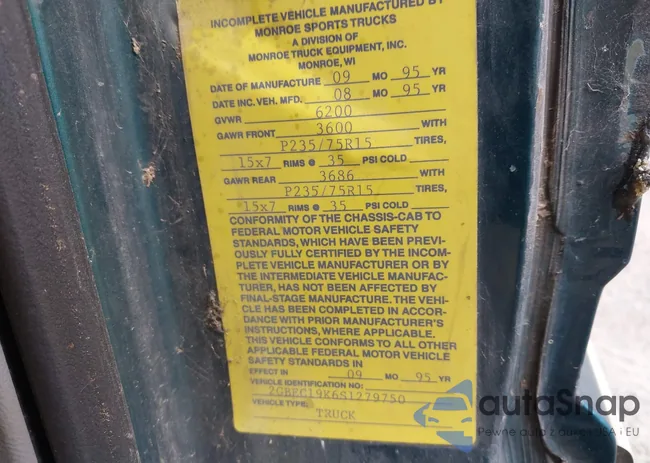 INCOMPLETE VEHICLE MANUFACTURED BY
MONROE SPORTS TRUCKS
A DIVISION OF
MONROE TRUCK EQUIPMENT, INC.
MONROE, WI
DATE OF MANUFACTURE 09 MO 95 YR
DATE INC. VEH. MFD. 08 MO 95 YR
GVWR 6200
GAWR FRONT 3600 WITH
P235/75R15 TIRES,
15x7 RIMS @ 35 PSI COLD
GAWR REAR 3686 WITH
P235/75R15 TIRES,
15x7 RIMS @ 35 PSI COLD
CONFORMITY OF THE CHASSIS-CAB TO
FEDERAL MOTOR VEHICLE SAFETY
STANDARDS, WHICH HAVE BEEN PREVI-
OUSLY FULLY CERTIFIED BY THE INCOM-
PLETE VEHICLE MANUFACTURER OR BY
THE INTERMEDIATE VEHICLE MANUFAC-
TURER, HAS NOT BEEN AFFECTED BY
FINAL-STAGE MANUFACTURE. THE VEHI-
CLE HAS BEEN COMPLETED IN ACCOR-
DANCE WITH PRIOR MANUFACTURER'S
INSTRUCTIONS, WHERE APPLICABLE.
THIS VEHICLE CONFORMS TO ALL OTHER
APPLICABLE FEDERAL MOTOR VEHICLE
SAFETY STANDARDS IN
EFFECT IN 09 MO 95 YR
VEHICLE IDENTIFICATION NO:
2GBEC19K6S1279750
VEHICLE TYPE: TRUCK
autoSnap
Pewne auto z aukcji USA i EU